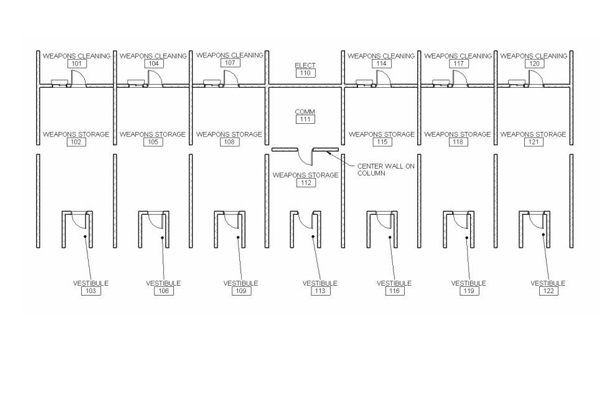 WEAPONS CLEANING
101
WEAPONS CLEANING
104
WEAPONS CLEANING
107
ELECT
110
WEAPONS CLEANING
114
WEAPONS CLEANING
117
WEAPONS CLEANING
120
COMM
111
WEAPONS STORAGE
102
WEAPONS STORAGE
105
WEAPONS STORAGE
108
WEAPONS STORAGE
115
WEAPONS STORAGE
118
WEAPONS STORAGE
121
CENTER WALL ON
COLUMN
WEAPONS STORAGE
112
VESTIBULE
103
VESTIBULE
106
VESTIBULE
109
VESTIBULE
113
VESTIBULE
116
VESTIBULE
119
VESTIBULE
122